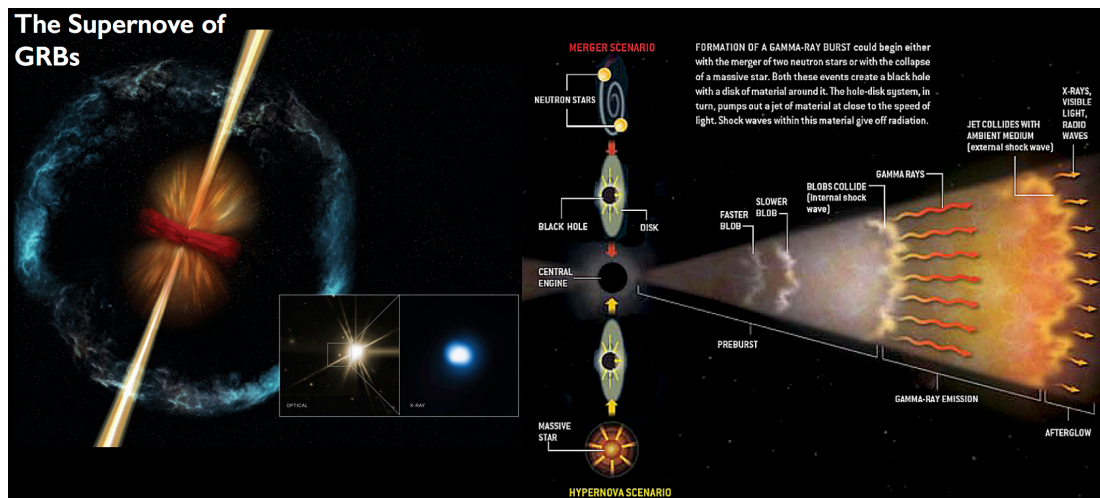 The Supernove of
GRBs
OPTICAL
X-RAY
MERGER SCENARIO
NEUTRON STARS
BLACK HOLE
DISK
CENTRAL
ENGINE
MASSIVE
STAR
HYPERNOVA SCENARIO
FORMATION OF A GAMMA-RAY BURST could begin either
with the merger of two neutron stars or with the collapse
of a massive star. Both these events create a black hole
with a disk of material around it. The hole-disk system, in
turn, pumps out a jet of material at close to the speed of
light. Shock waves within this material give off radiation.
FASTER
BLOB
SLOWER
BLOB
BLOBS COLLIDE
(internal shock
wave)
GAMMA RAYS
JET COLLIDES WITH
AMBIENT MEDIUM
(external shock wave)
X-RAYS,
VISIBLE
LIGHT,
RADIO
WAVES
PREBURST
GAMMA-RAY EMISSION
AFTERGLOW